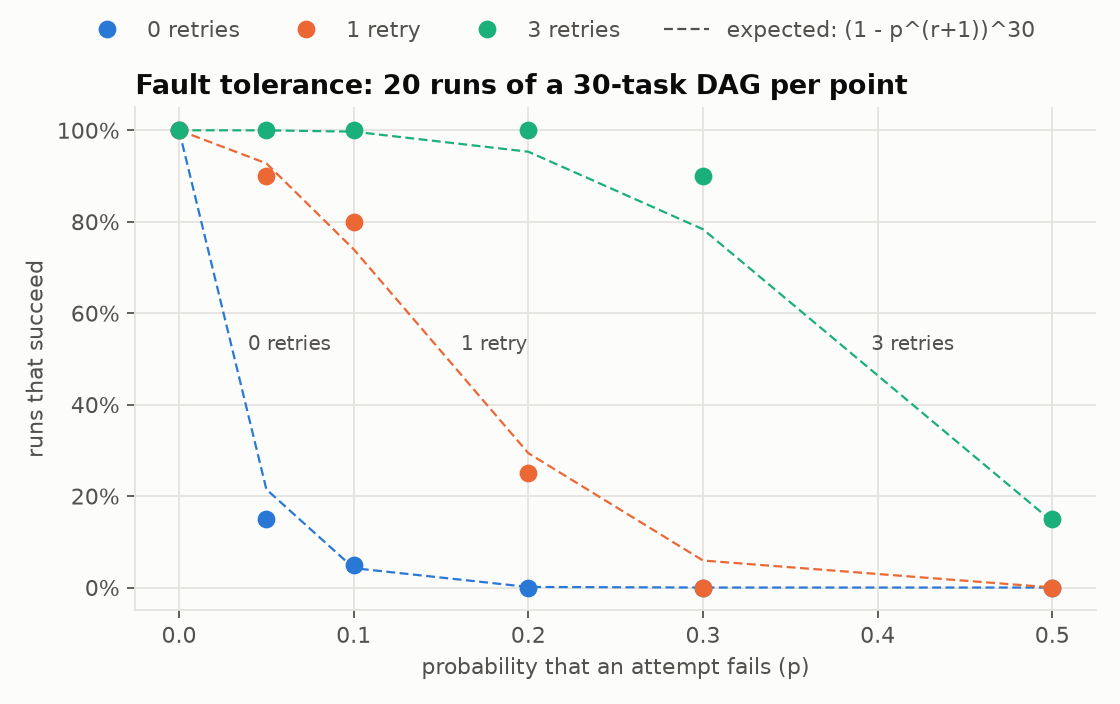 0 retries 1 retry 3 retries expected: (1 - p^(r+1))^30
Fault tolerance: 20 runs of a 30-task DAG per point
100%
80%
60%
40%
20%
0%
runs that succeed
0 retries 1 retry 3 retries
0.0 0.1 0.2 0.3 0.4 0.5
probability that an attempt fails (p)